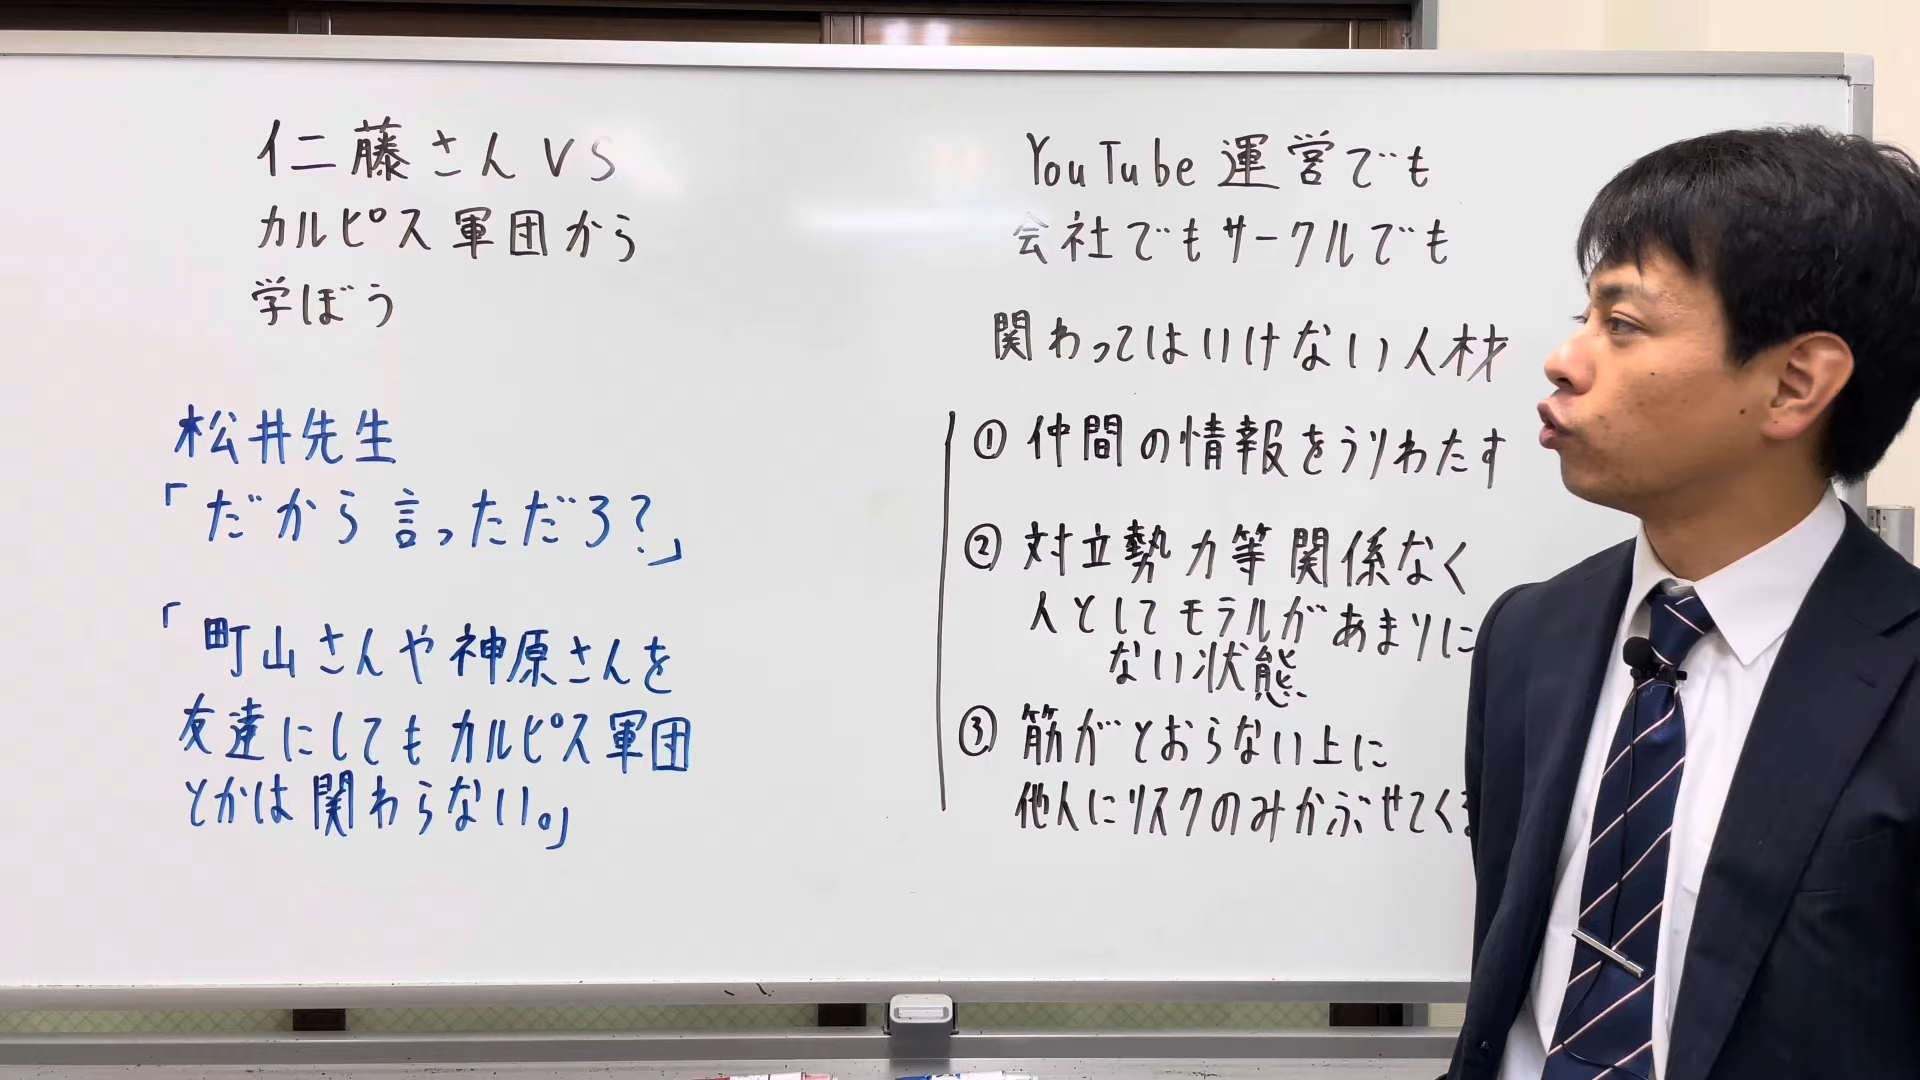 仁藤さんVS
カルピス軍団から
学ぼう
松井先生
「だから言っただろ?」
「町山さんや神原さんを
友達にしてもカルピス軍団
とかは関わらない。」
YouTube運営でも
会社でもサークルでも
関わってはいけない人材
①仲間の情報をうりわたす
②対立勢力等関係なく
人としてモラルがあまりに
ない状態
③筋がとおらない上に
他人にリスクのみかぶせてく